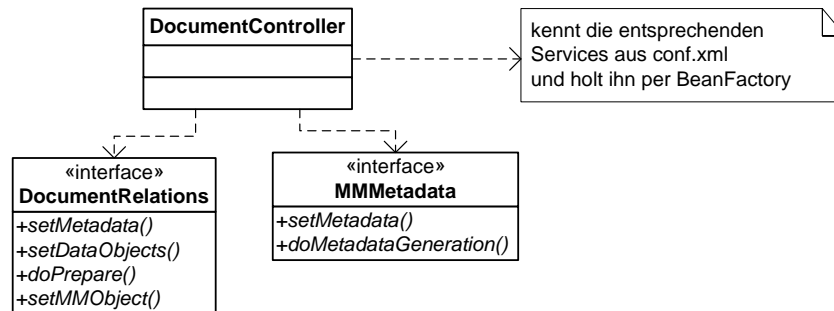 DocumentController
kennt die entsprechenden
Services aus conf.xml
und holt ihn per BeanFactory
«interface»
DocumentRelations
+setMetadata()
+setDataObjects()
+doPrepare()
+setMMObject()
«interface»
MMMetadata
+setMetadata()
+doMetadataGeneration()